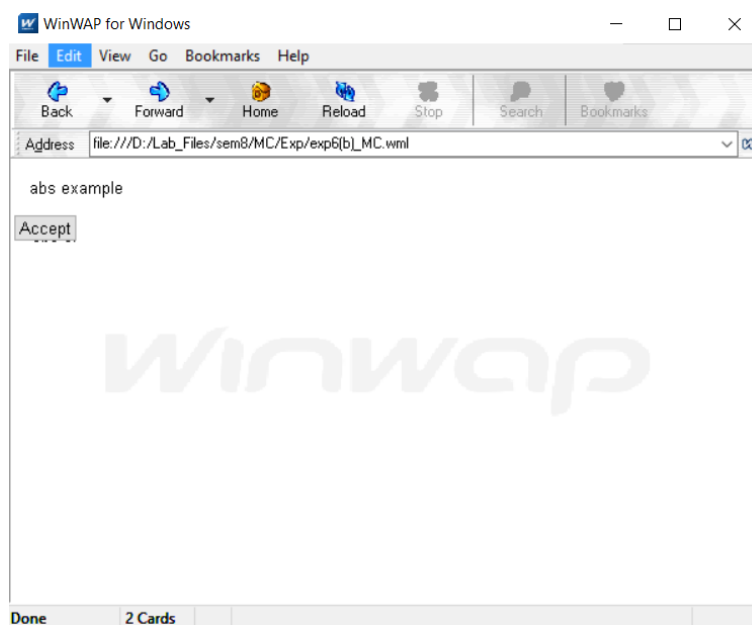 WinWAP for Windows
File Edit View Go Bookmarks Help
Back Forward Home Reload Stop Search Bookmarks
Address file:///D:/Lab_Files/sem8/MC/Exp/exp6(b)_MC.wml
abs example
Accept
Winwap
Done 2 Cards